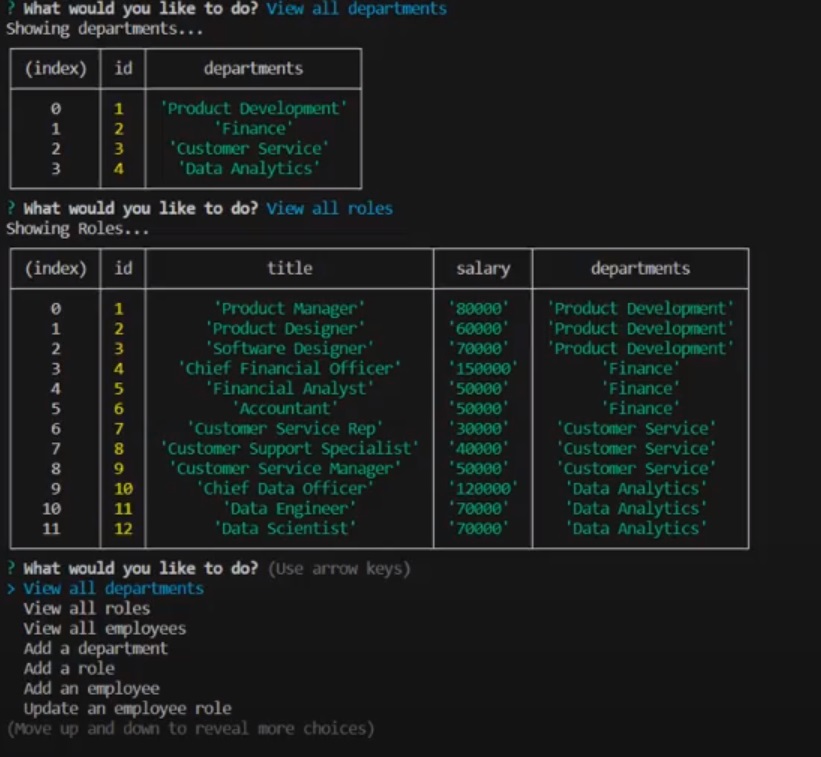 ? What would you like to do? View all departments
Showing departments...
(index) id departments
0 1 'Product Development'
1 2 'Finance'
2 3 'Customer Service'
3 4 'Data Analytics'
? What would you like to do? View all roles
Showing Roles...
(index) id title salary departments
0 1 'Product Manager' '80000' 'Product Development'
1 2 'Product Designer' '60000' 'Product Development'
2 3 'Software Designer' '70000' 'Product Development'
3 4 'Chief Financial Officer' '150000' 'Finance'
4 5 'Financial Analyst' '50000' 'Finance'
5 6 'Accountant' '50000' 'Finance'
6 7 'Customer Service Rep' '30000' 'Customer Service'
7 8 'Customer Support Specialist' '40000' 'Customer Service'
8 9 'Customer Service Manager' '50000' 'Customer Service'
9 10 'Chief Data Officer' '120000' 'Data Analytics'
10 11 'Data Engineer' '70000' 'Data Analytics'
11 12 'Data Scientist' '70000' 'Data Analytics'
? What would you like to do? (Use arrow keys)
> View all departments
View all roles
View all employees
Add a department
Add a role
Add an employee
Update an employee role
(Move up and down to reveal more choices)